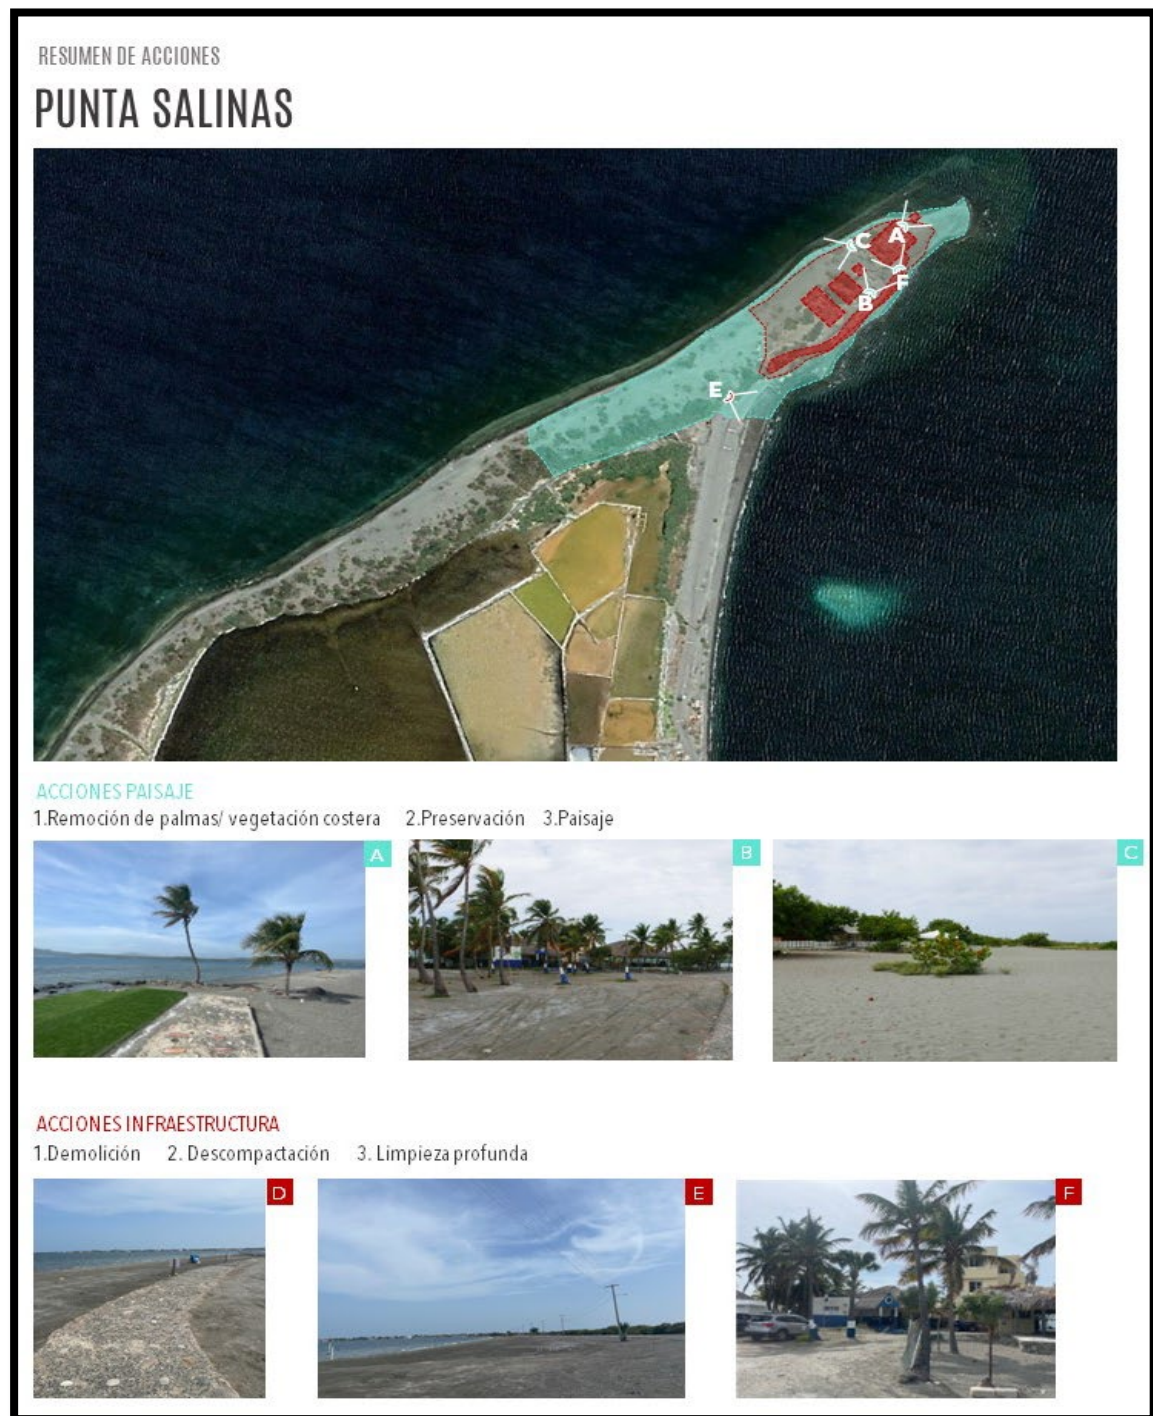 RESUMEN DE ACCIONES
PUNTA SALINAS
C
A
F
B
E
ACCIONES PAISAJE
1.Remoción de palmas/ vegetación costera 2.Preservación 3.Paisaje
A
B
C
ACCIONES INFRAESTRUCTURA
1.Demolición 2. Descompactación 3. Limpieza profunda
D
E
F